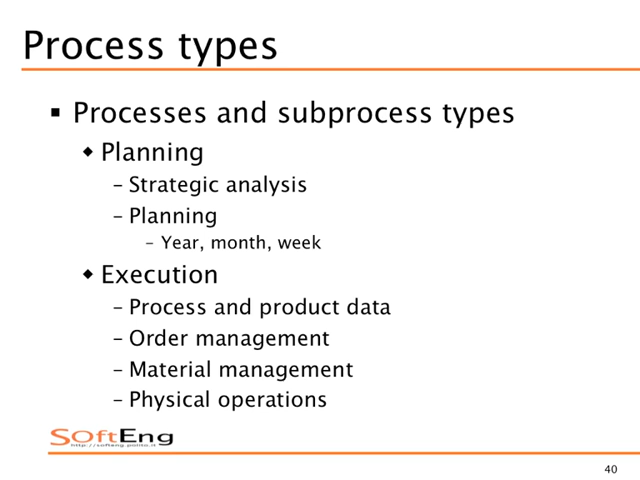 Process types
▪ Processes and subprocess types
◆ Planning
– Strategic analysis
– Planning
– Year, month, week
◆ Execution
– Process and product data
– Order management
– Material management
– Physical operations
SOftEng
http://softeng.polito.it
40